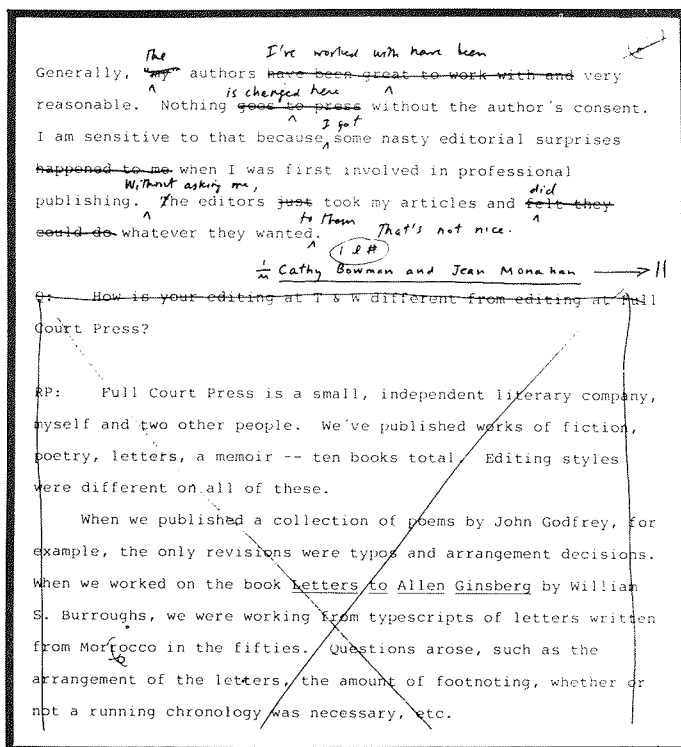 The I've worked with have been
Generally, "my" authors have been great to work with and very
is changed here
reasonable. Nothing goes to press without the author's consent.
I got
I am sensitive to that because some nasty editorial surprises
happened to me when I was first involved in professional
Without asking me, did
publishing. The editors just took my articles and felt they
to them That's not nice.
could do whatever they wanted.
1 l #
Cathy Bowman and Jean Monahan 11
Q: How is your editing at T & W different from editing at Full
Court Press?
RP: Full Court Press is a small, independent literary company,
myself and two other people. We've published works of fiction,
poetry, letters, a memoir -- ten books total. Editing styles
were different on all of these.
When we published a collection of poems by John Godfrey, for
example, the only revisions were typos and arrangement decisions.
When we worked on the book Letters to Allen Ginsberg by William
S. Burroughs, we were working from typescripts of letters written
from Morrocco in the fifties. Questions arose, such as the
arrangement of the letters, the amount of footnoting, whether or
not a running chronology was necessary, etc.